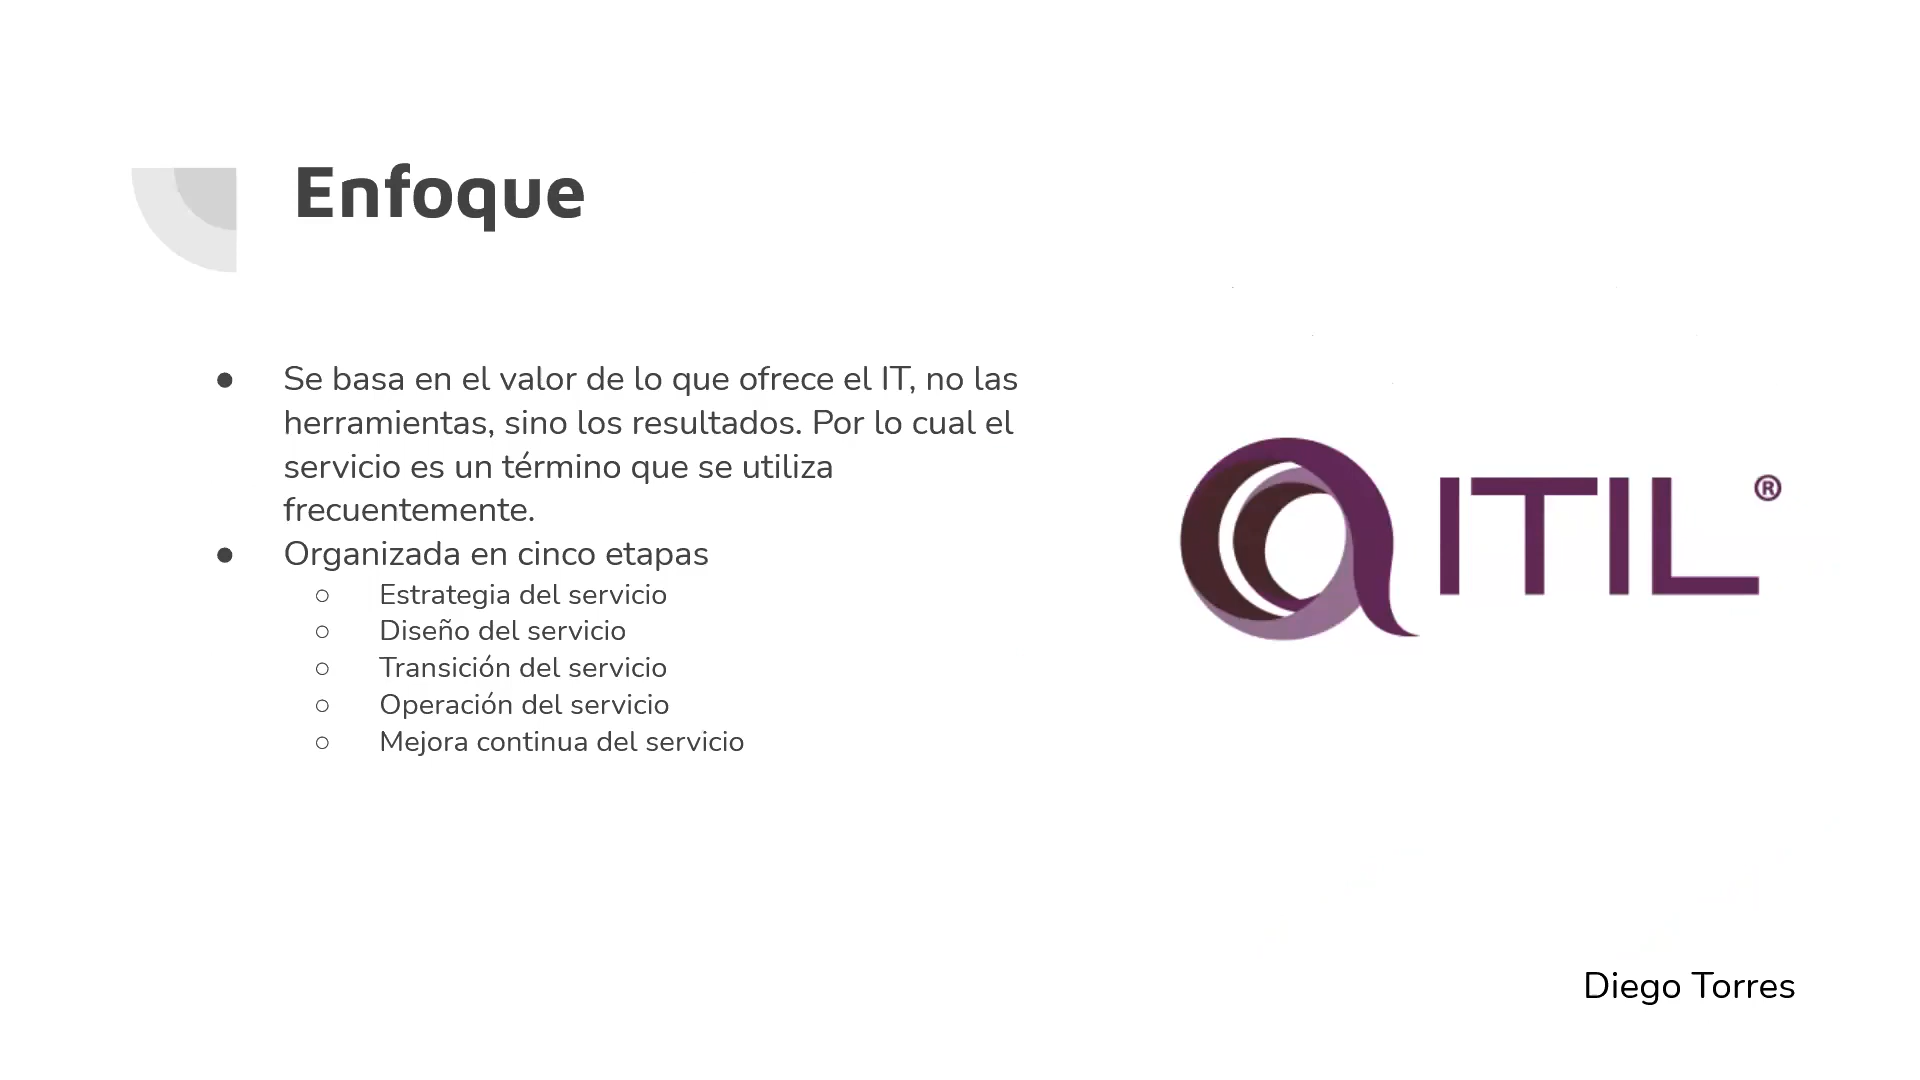 Enfoque
● Se basa en el valor de lo que ofrece el IT, no las
herramientas, sino los resultados. Por lo cual el
servicio es un término que se utiliza
frecuentemente.
● Organizada en cinco etapas
○ Estrategia del servicio
○ Diseño del servicio
○ Transición del servicio
○ Operación del servicio
○ Mejora continua del servicio
ITIL®
Diego Torres